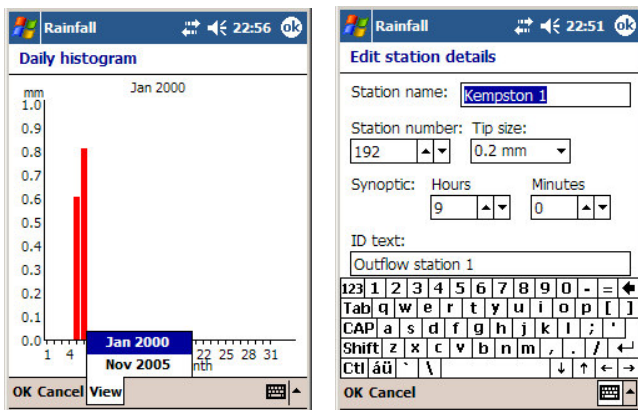 Rainfall 22:56 ok
Daily histogram
mm Jan 2000
1.0
0.9
0.8
0.7
0.6
0.5
0.4
0.3
0.2
0.1
0.0
1 4 22 25 28 31
nth
Jan 2000
Nov 2005
OK Cancel View
Rainfall 22:51 ok
Edit station details
Station name: Kempston 1
Station number: Tip size:
192 0.2 mm
Synoptic: Hours Minutes
9 0
ID text:
Outflow station 1
123 1 2 3 4 5 6 7 8 9 0 - =
Tab q w e r t y u i o p [ ]
CAP a s d f g h j k l ; '
Shift z x c v b n m , . /
Ctl áü ` \
OK Cancel